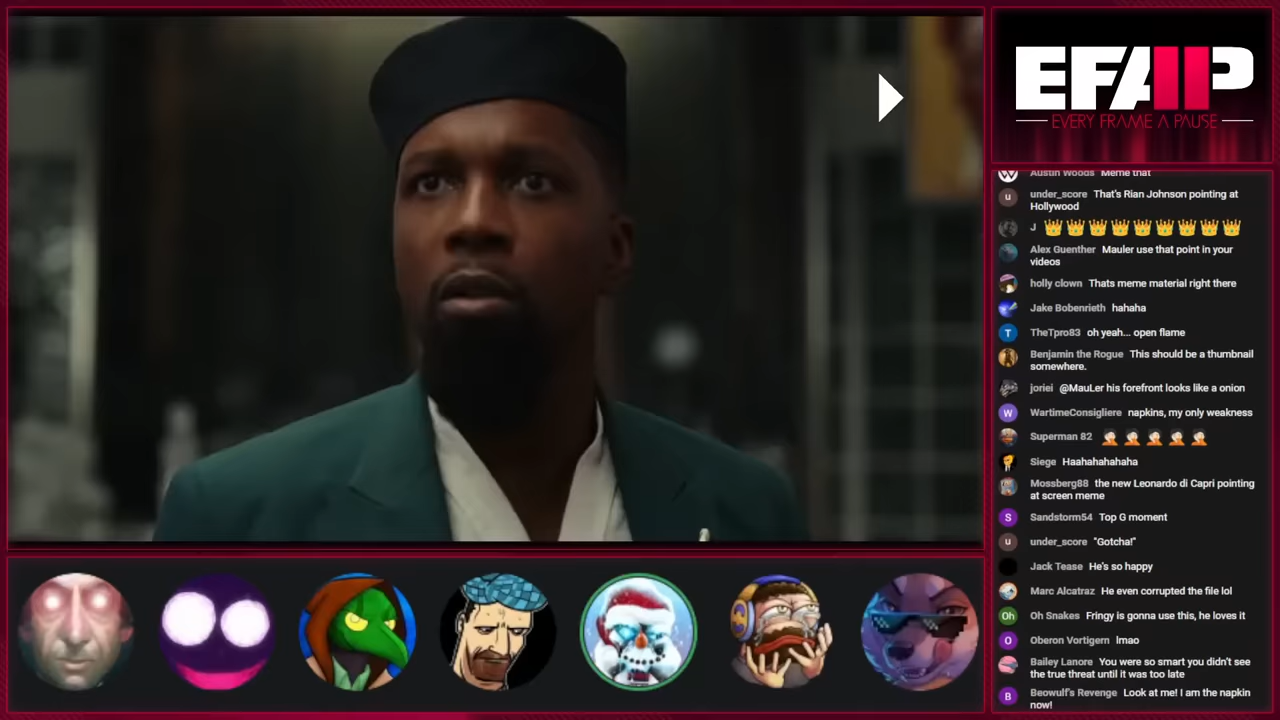 EFAP
EVERY FRAME A PAUSE
Austin Woods Meme that
u under_score That's Rian Johnson pointing at
Hollywood
J 👑👑👑👑👑👑👑👑👑
Alex Guenther Mauler use that point in your
videos
holly clown Thats meme material right there
Jake Bobenrieth hahaha
T TheTpro83 oh yeah... open flame
Benjamin the Rogue This should be a thumbnail
somewhere.
joriei @MauLer his forefront looks like a onion
W WartimeConsigliere napkins, my only weakness
Superman 82 🤦🏻🤦🏻🤦🏻🤦🏻🤦🏻
Siege Haahahahahaha
Mossberg88 the new Leonardo di Capri pointing
at screen meme
S Sandstorm54 Top G moment
u under_score "Gotcha!"
Jack Tease He's so happy
Marc Alcatraz He even corrupted the file lol
Oh Oh Snakes Fringy is gonna use this, he loves it
O Oberon Vortigern lmao
Bailey Lanore You were so smart you didn't see
the true threat until it was too late
B Beowulf's Revenge Look at me! I am the napkin
now!